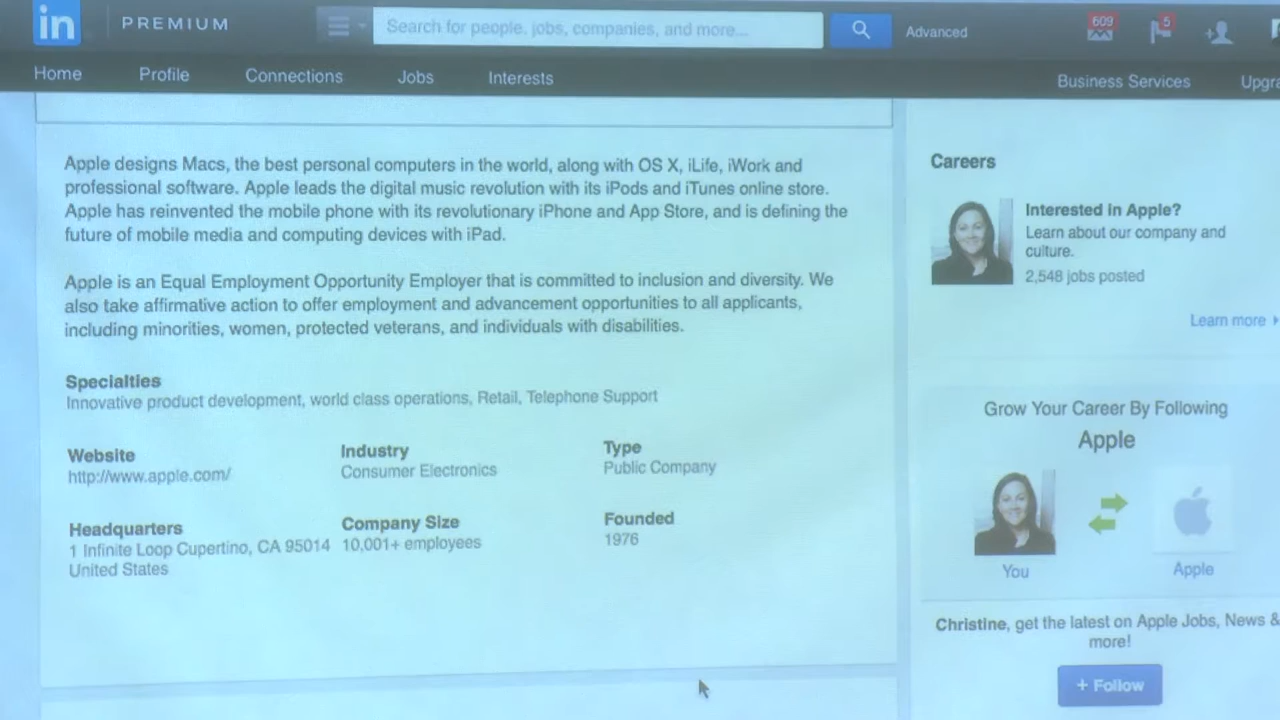 in PREMIUM
Search for people, jobs, companies, and more...
Advanced
609
5
Home
Profile
Connections
Jobs
Interests
Business Services
Upgra
Apple designs Macs, the best personal computers in the world, along with OS X, iLife, iWork and
professional software. Apple leads the digital music revolution with its iPods and iTunes online store.
Apple has reinvented the mobile phone with its revolutionary iPhone and App Store, and is defining the
future of mobile media and computing devices with iPad.
Apple is an Equal Employment Opportunity Employer that is committed to inclusion and diversity. We
also take affirmative action to offer employment and advancement opportunities to all applicants,
including minorities, women, protected veterans, and individuals with disabilities.
Specialties
Innovative product development, world class operations, Retail, Telephone Support
Website
http://www.apple.com/
Industry
Consumer Electronics
Type
Public Company
Headquarters
1 Infinite Loop Cupertino, CA 95014
United States
Company Size
10,001+ employees
Founded
1976
Careers
Interested in Apple?
Learn about our company and
culture.
2,548 jobs posted
Learn more
Grow Your Career By Following
Apple
You
Apple
Christine, get the latest on Apple Jobs, News &
more!
+ Follow